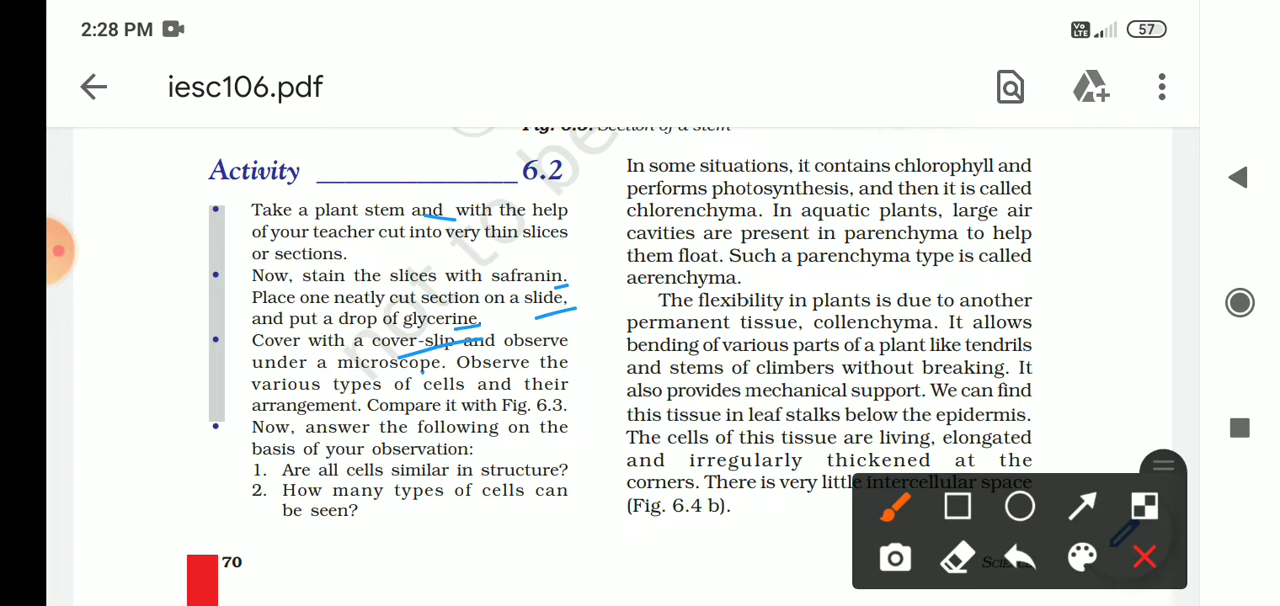 2:28 PM
Vo LTE
57
iesc106.pdf
Section of a stem
Activity 6.2
• Take a plant stem and with the help
of your teacher cut into very thin slices
or sections.
• Now, stain the slices with safranin.
Place one neatly cut section on a slide,
and put a drop of glycerine.
• Cover with a cover-slip and observe
under a microscope. Observe the
various types of cells and their
arrangement. Compare it with Fig. 6.3.
• Now, answer the following on the
basis of your observation:
1. Are all cells similar in structure?
2. How many types of cells can
be seen?
70
In some situations, it contains chlorophyll and
performs photosynthesis, and then it is called
chlorenchyma. In aquatic plants, large air
cavities are present in parenchyma to help
them float. Such a parenchyma type is called
aerenchyma.
The flexibility in plants is due to another
permanent tissue, collenchyma. It allows
bending of various parts of a plant like tendrils
and stems of climbers without breaking. It
also provides mechanical support. We can find
this tissue in leaf stalks below the epidermis.
The cells of this tissue are living, elongated
and irregularly thickened at the
corners. There is very little intercellular space
(Fig. 6.4 b).
not to be